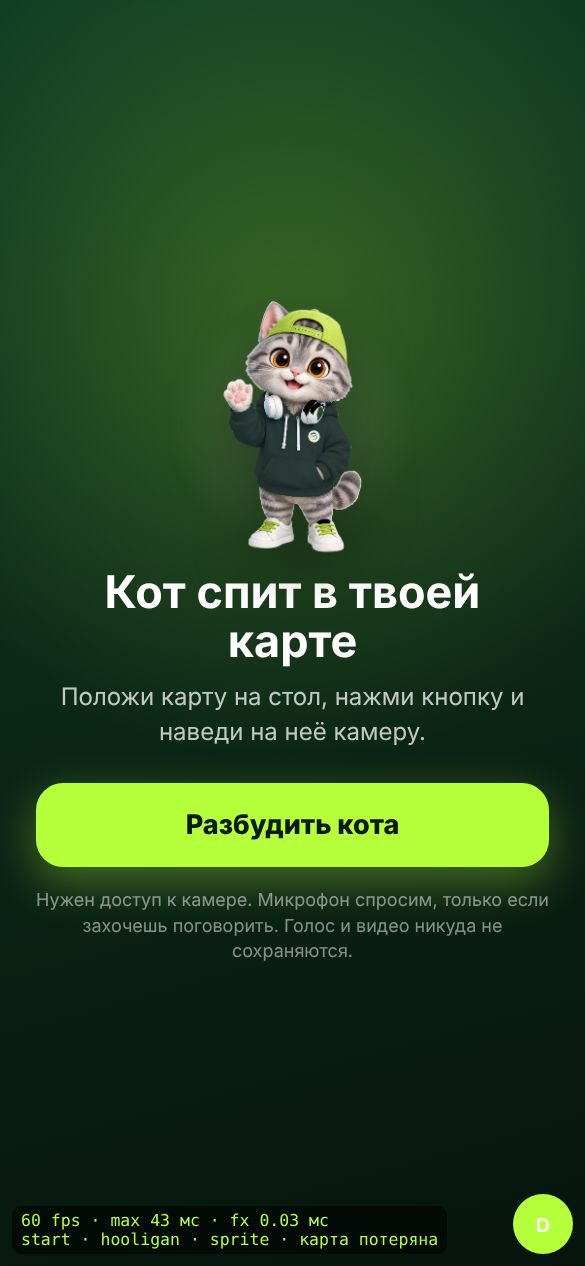 Кот спит в твоей
карте
Положи карту на стол, нажми кнопку и
наведи на неё камеру.
Разбудить кота
Нужен доступ к камере. Микрофон спросим, только если
захочешь поговорить. Голос и видео никуда не
сохраняются.
60 fps · max 43 мс · fx 0.03 мс
start · hooligan · sprite · карта потеряна
D